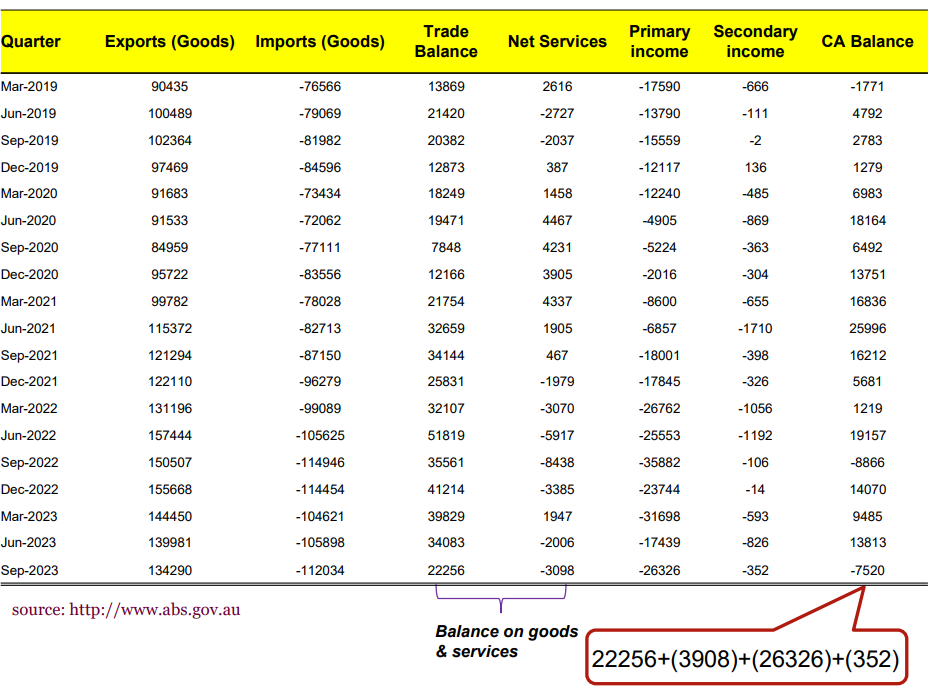 Quarter Exports (Goods) Imports (Goods) Trade Balance Net Services Primary income Secondary income CA Balance
Mar-2019 90435 -76566 13869 2616 -17590 -666 -1771
Jun-2019 100489 -79069 21420 -2727 -13790 -111 4792
Sep-2019 102364 -81982 20382 -2037 -15559 -2 2783
Dec-2019 97469 -84596 12873 387 -12117 136 1279
Mar-2020 91683 -73434 18249 1458 -12240 -485 6983
Jun-2020 91533 -72062 19471 4467 -4905 -869 18164
Sep-2020 84959 -77111 7848 4231 -5224 -363 6492
Dec-2020 95722 -83556 12166 3905 -2016 -304 13751
Mar-2021 99782 -78028 21754 4337 -8600 -655 16836
Jun-2021 115372 -82713 32659 1905 -6857 -1710 25996
Sep-2021 121294 -87150 34144 467 -18001 -398 16212
Dec-2021 122110 -96279 25831 -1979 -17845 -326 5681
Mar-2022 131196 -99089 32107 -3070 -26762 -1056 1219
Jun-2022 157444 -105625 51819 -5917 -25553 -1192 19157
Sep-2022 150507 -114946 35561 -8438 -35882 -106 -8866
Dec-2022 155668 -114454 41214 -3385 -23744 -14 14070
Mar-2023 144450 -104621 39829 1947 -31698 -593 9485
Jun-2023 139981 -105898 34083 -2006 -17439 -826 13813
Sep-2023 134290 -112034 22256 -3098 -26326 -352 -7520
source: http://www.abs.gov.au
Balance on goods
& services
22256+(3908)+(26326)+(352)